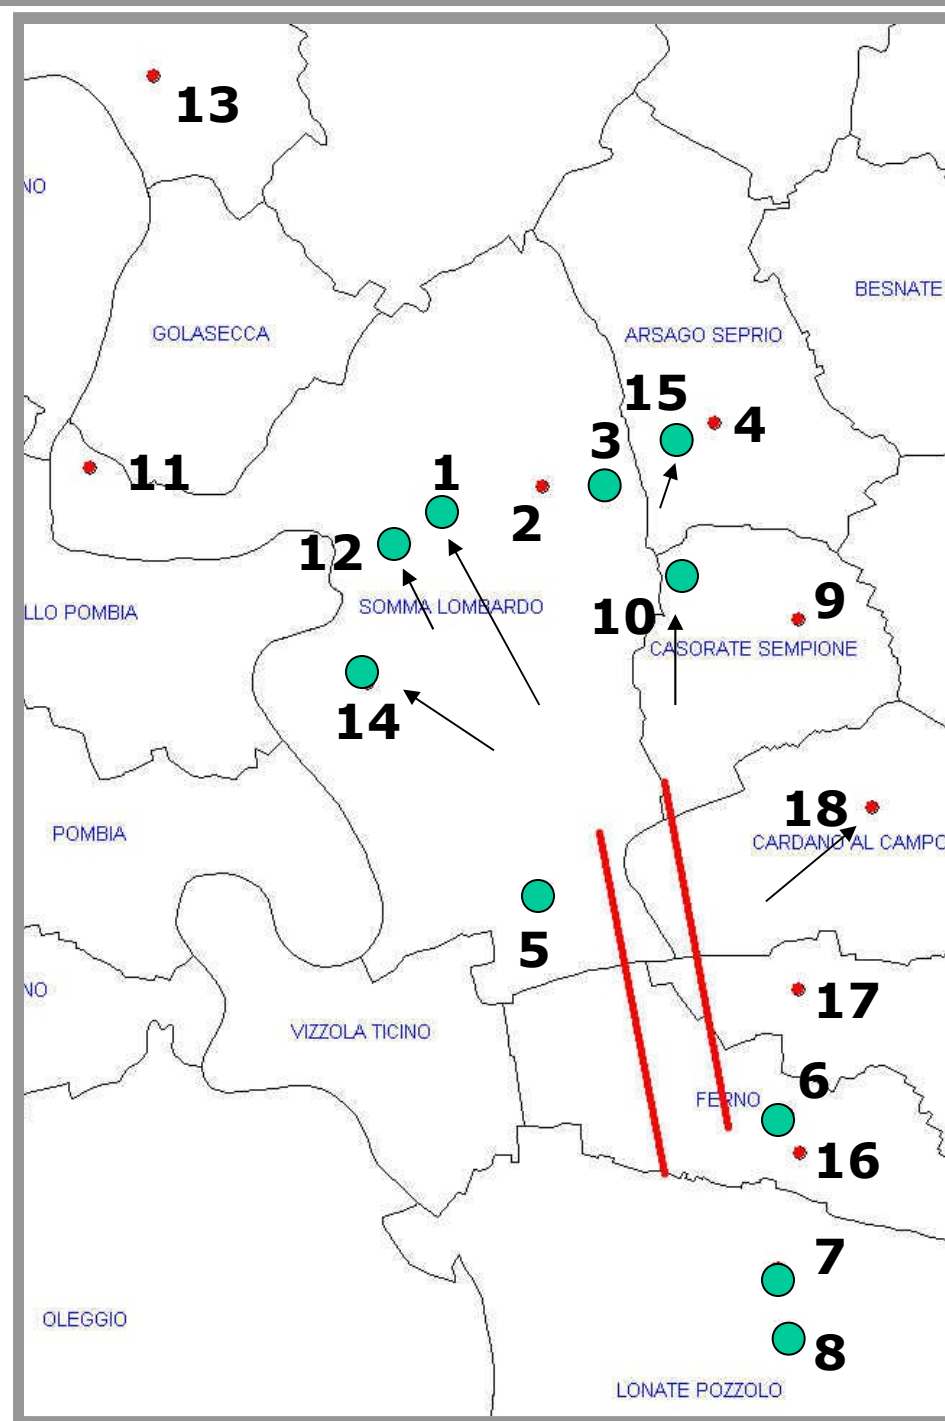 13
NO
BESNATE
GOLASECCA
ARSAGO SEPRIO
15
4
3
11
1
2
12
SOMMA LOMBARDO
9
LLO POMBIA
10
CASORATE SEMPIONE
14
18
POMBIA
CARDANO AL CAMPO
5
NO
17
VIZZOLA TICINO
6
FERNO
16
7
OLEGGIO
8
LONATE POZZOLO